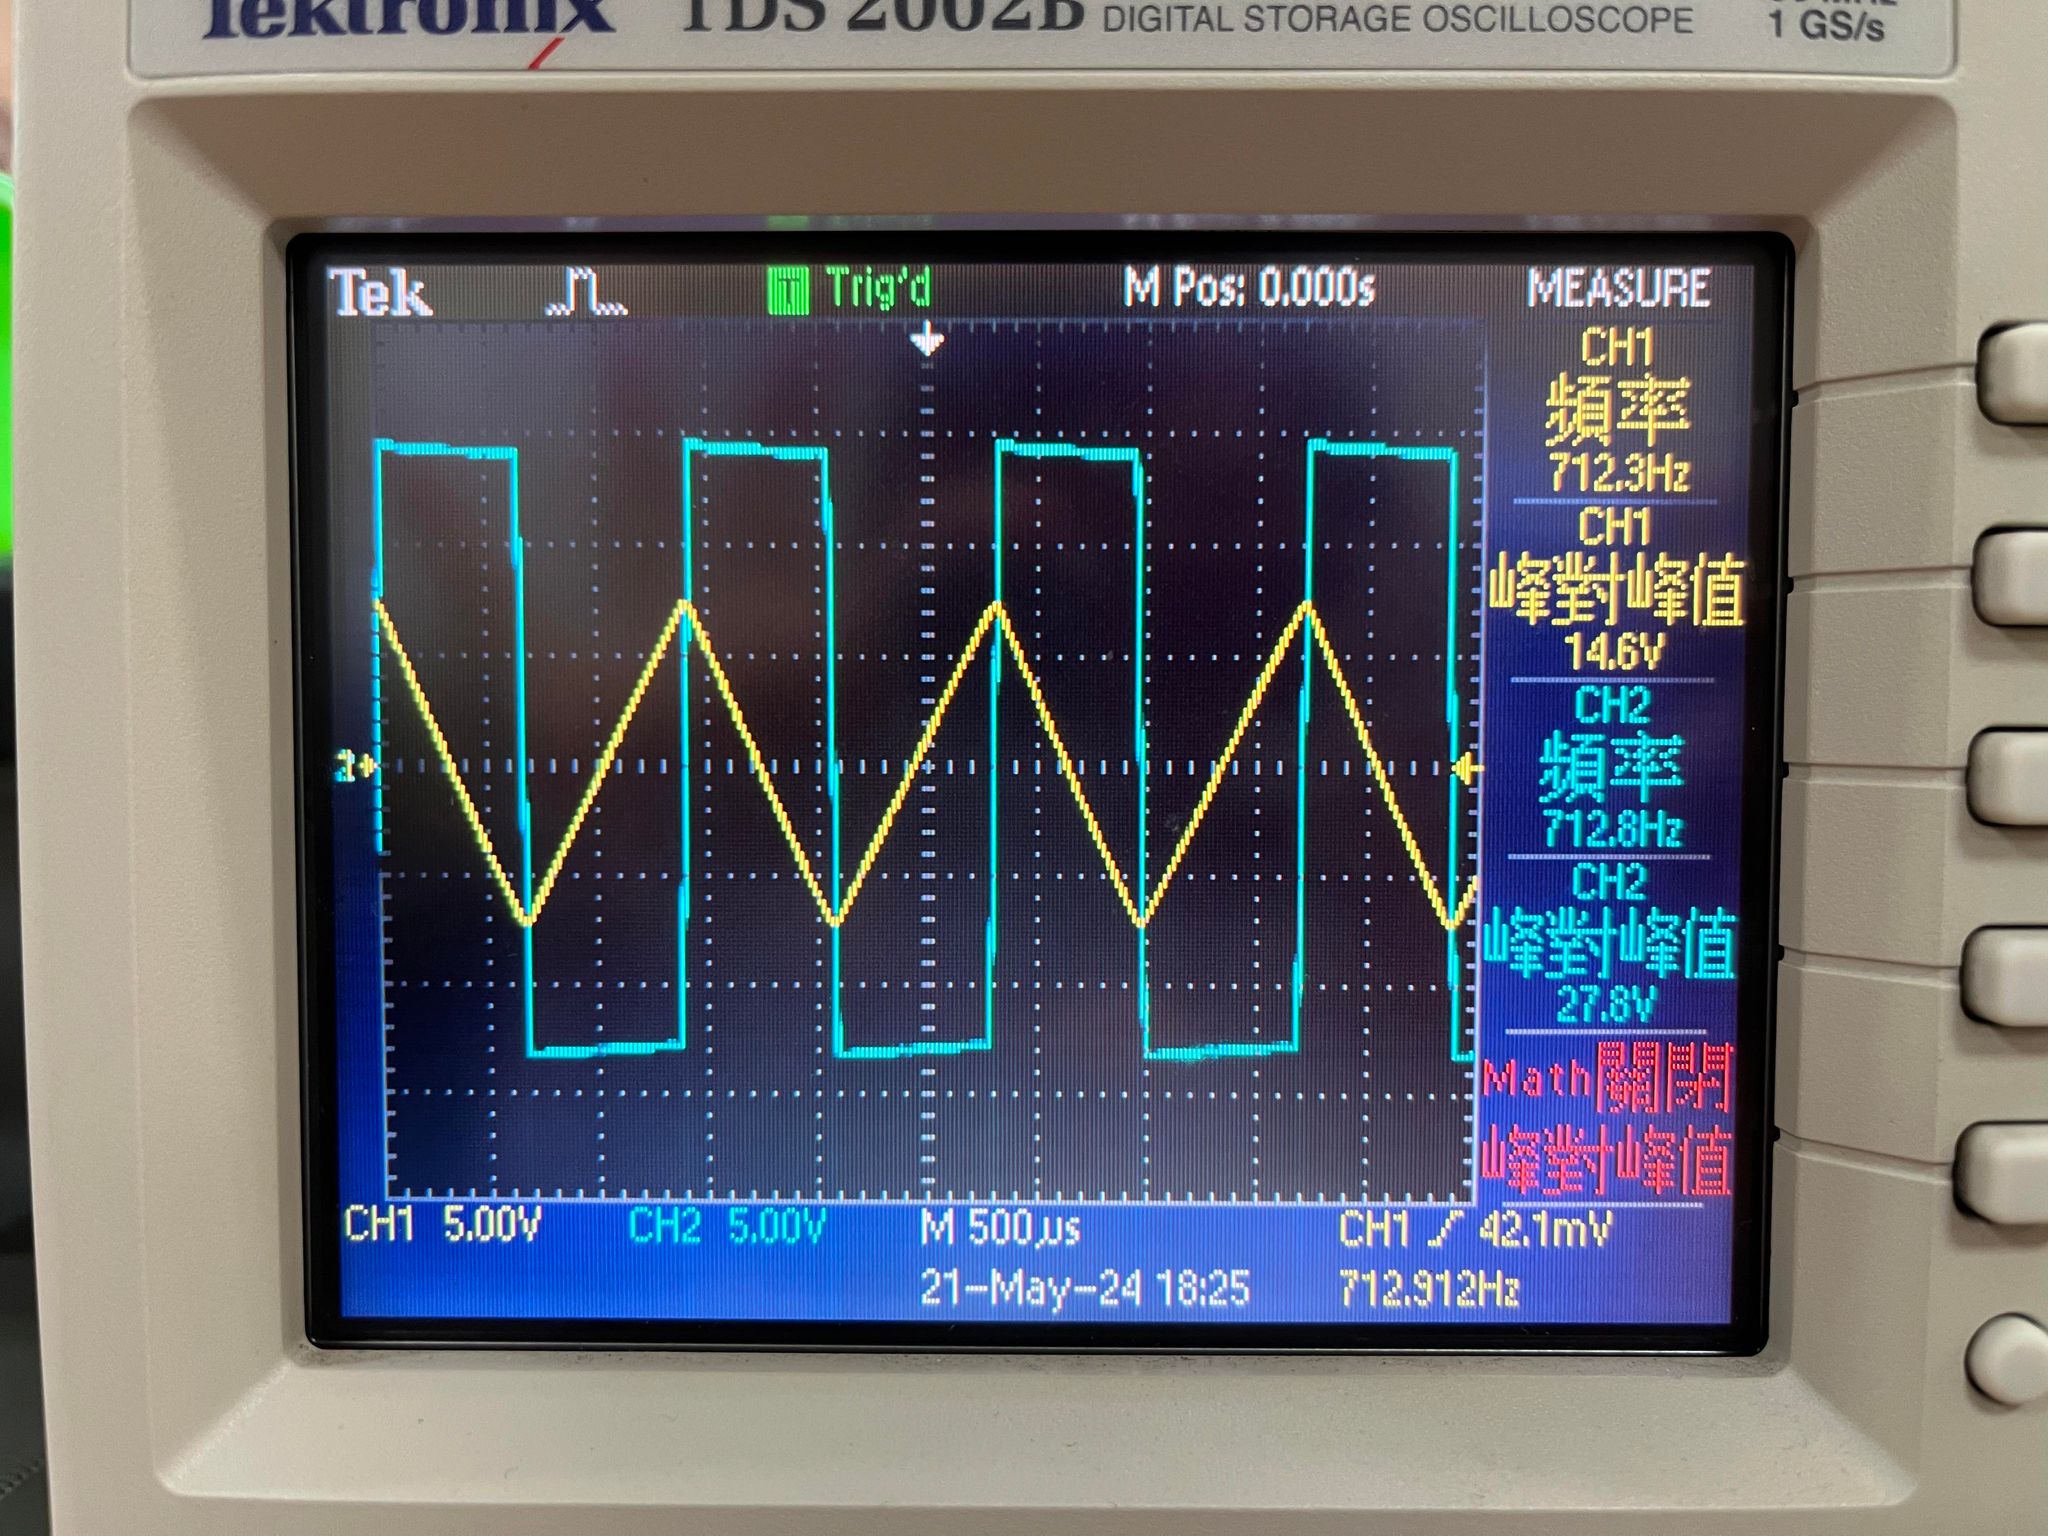 Tektronix TDS 2002B DIGITAL STORAGE OSCILLOSCOPE
1 GS/s
Tek Trig'd M Pos: 0.000s MEASURE
CH1
頻率
712.3Hz
CH1
峰對峰值
14.6V
CH2
頻率
712.8Hz
CH2
峰對峰值
27.8V
Math關閉
峰對峰值
2
CH1 5.00V CH2 5.00V M 500µs CH1 42.1mV
21-May-24 18:25 712.912Hz